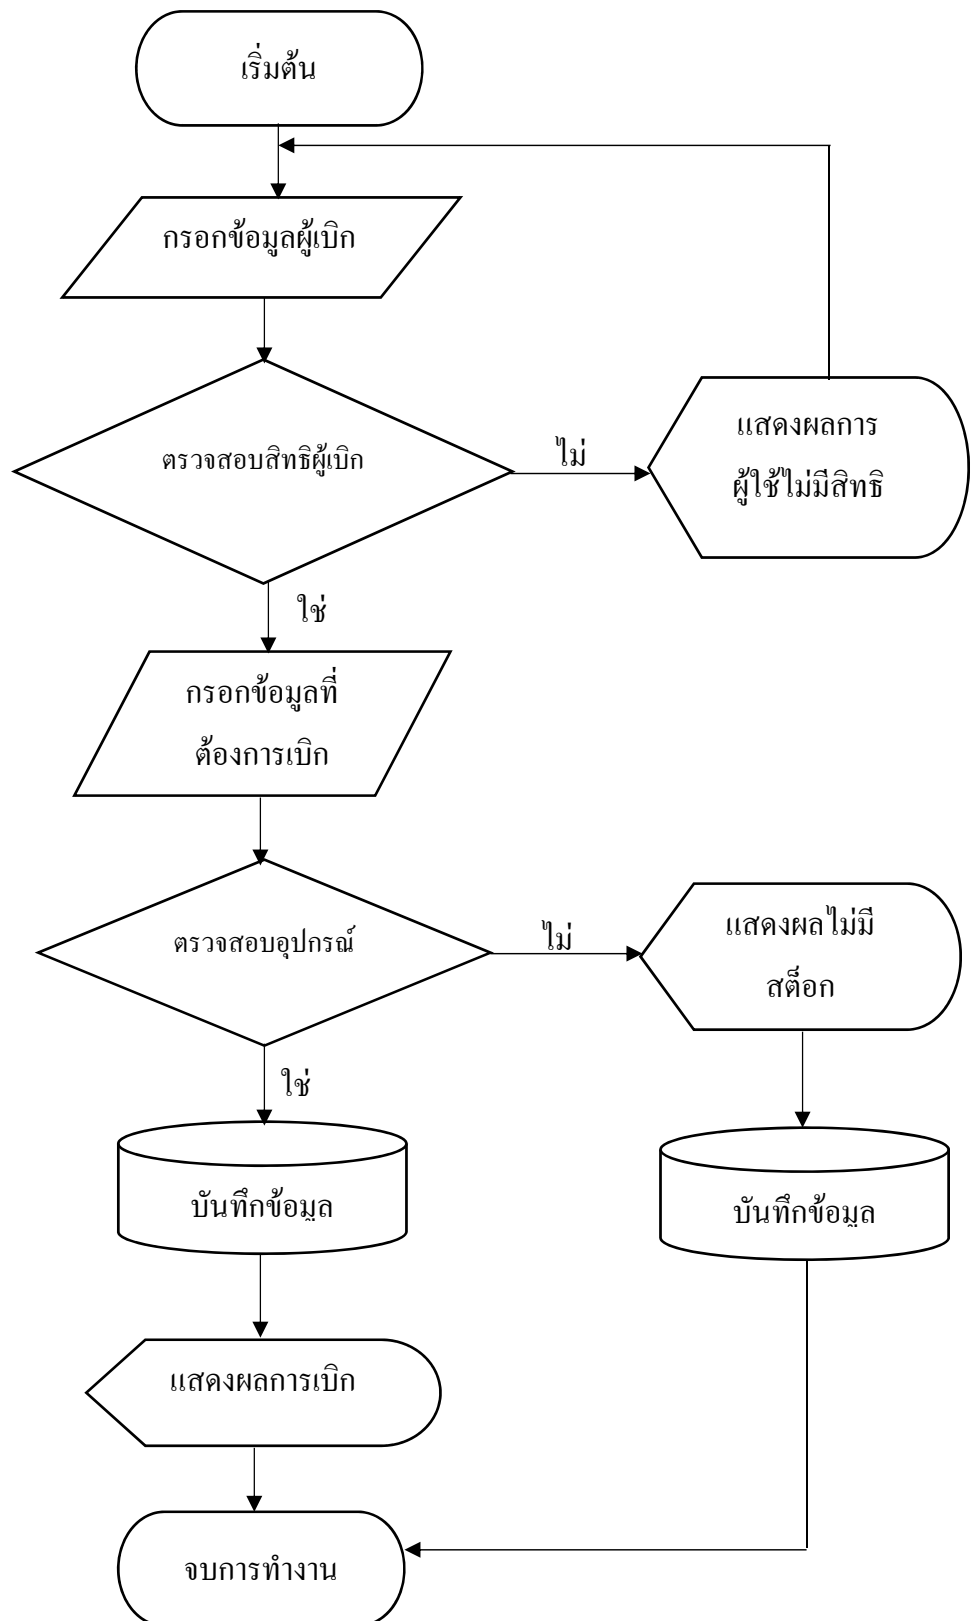 เริ่มต้น
กรอกข้อมูลผู้เบิก
ตรวจสอบสิทธิผู้เบิก
ไม่
แสดงผลการ
ผู้ใช้ไม่มีสิทธิ
ใช่
กรอกข้อมูลที่
ต้องการเบิก
ตรวจสอบอุปกรณ์
ไม่
แสดงผลไม่มี
สต็อก
ใช่
บันทึกข้อมูล
บันทึกข้อมูล
แสดงผลการเบิก
จบการทำงาน